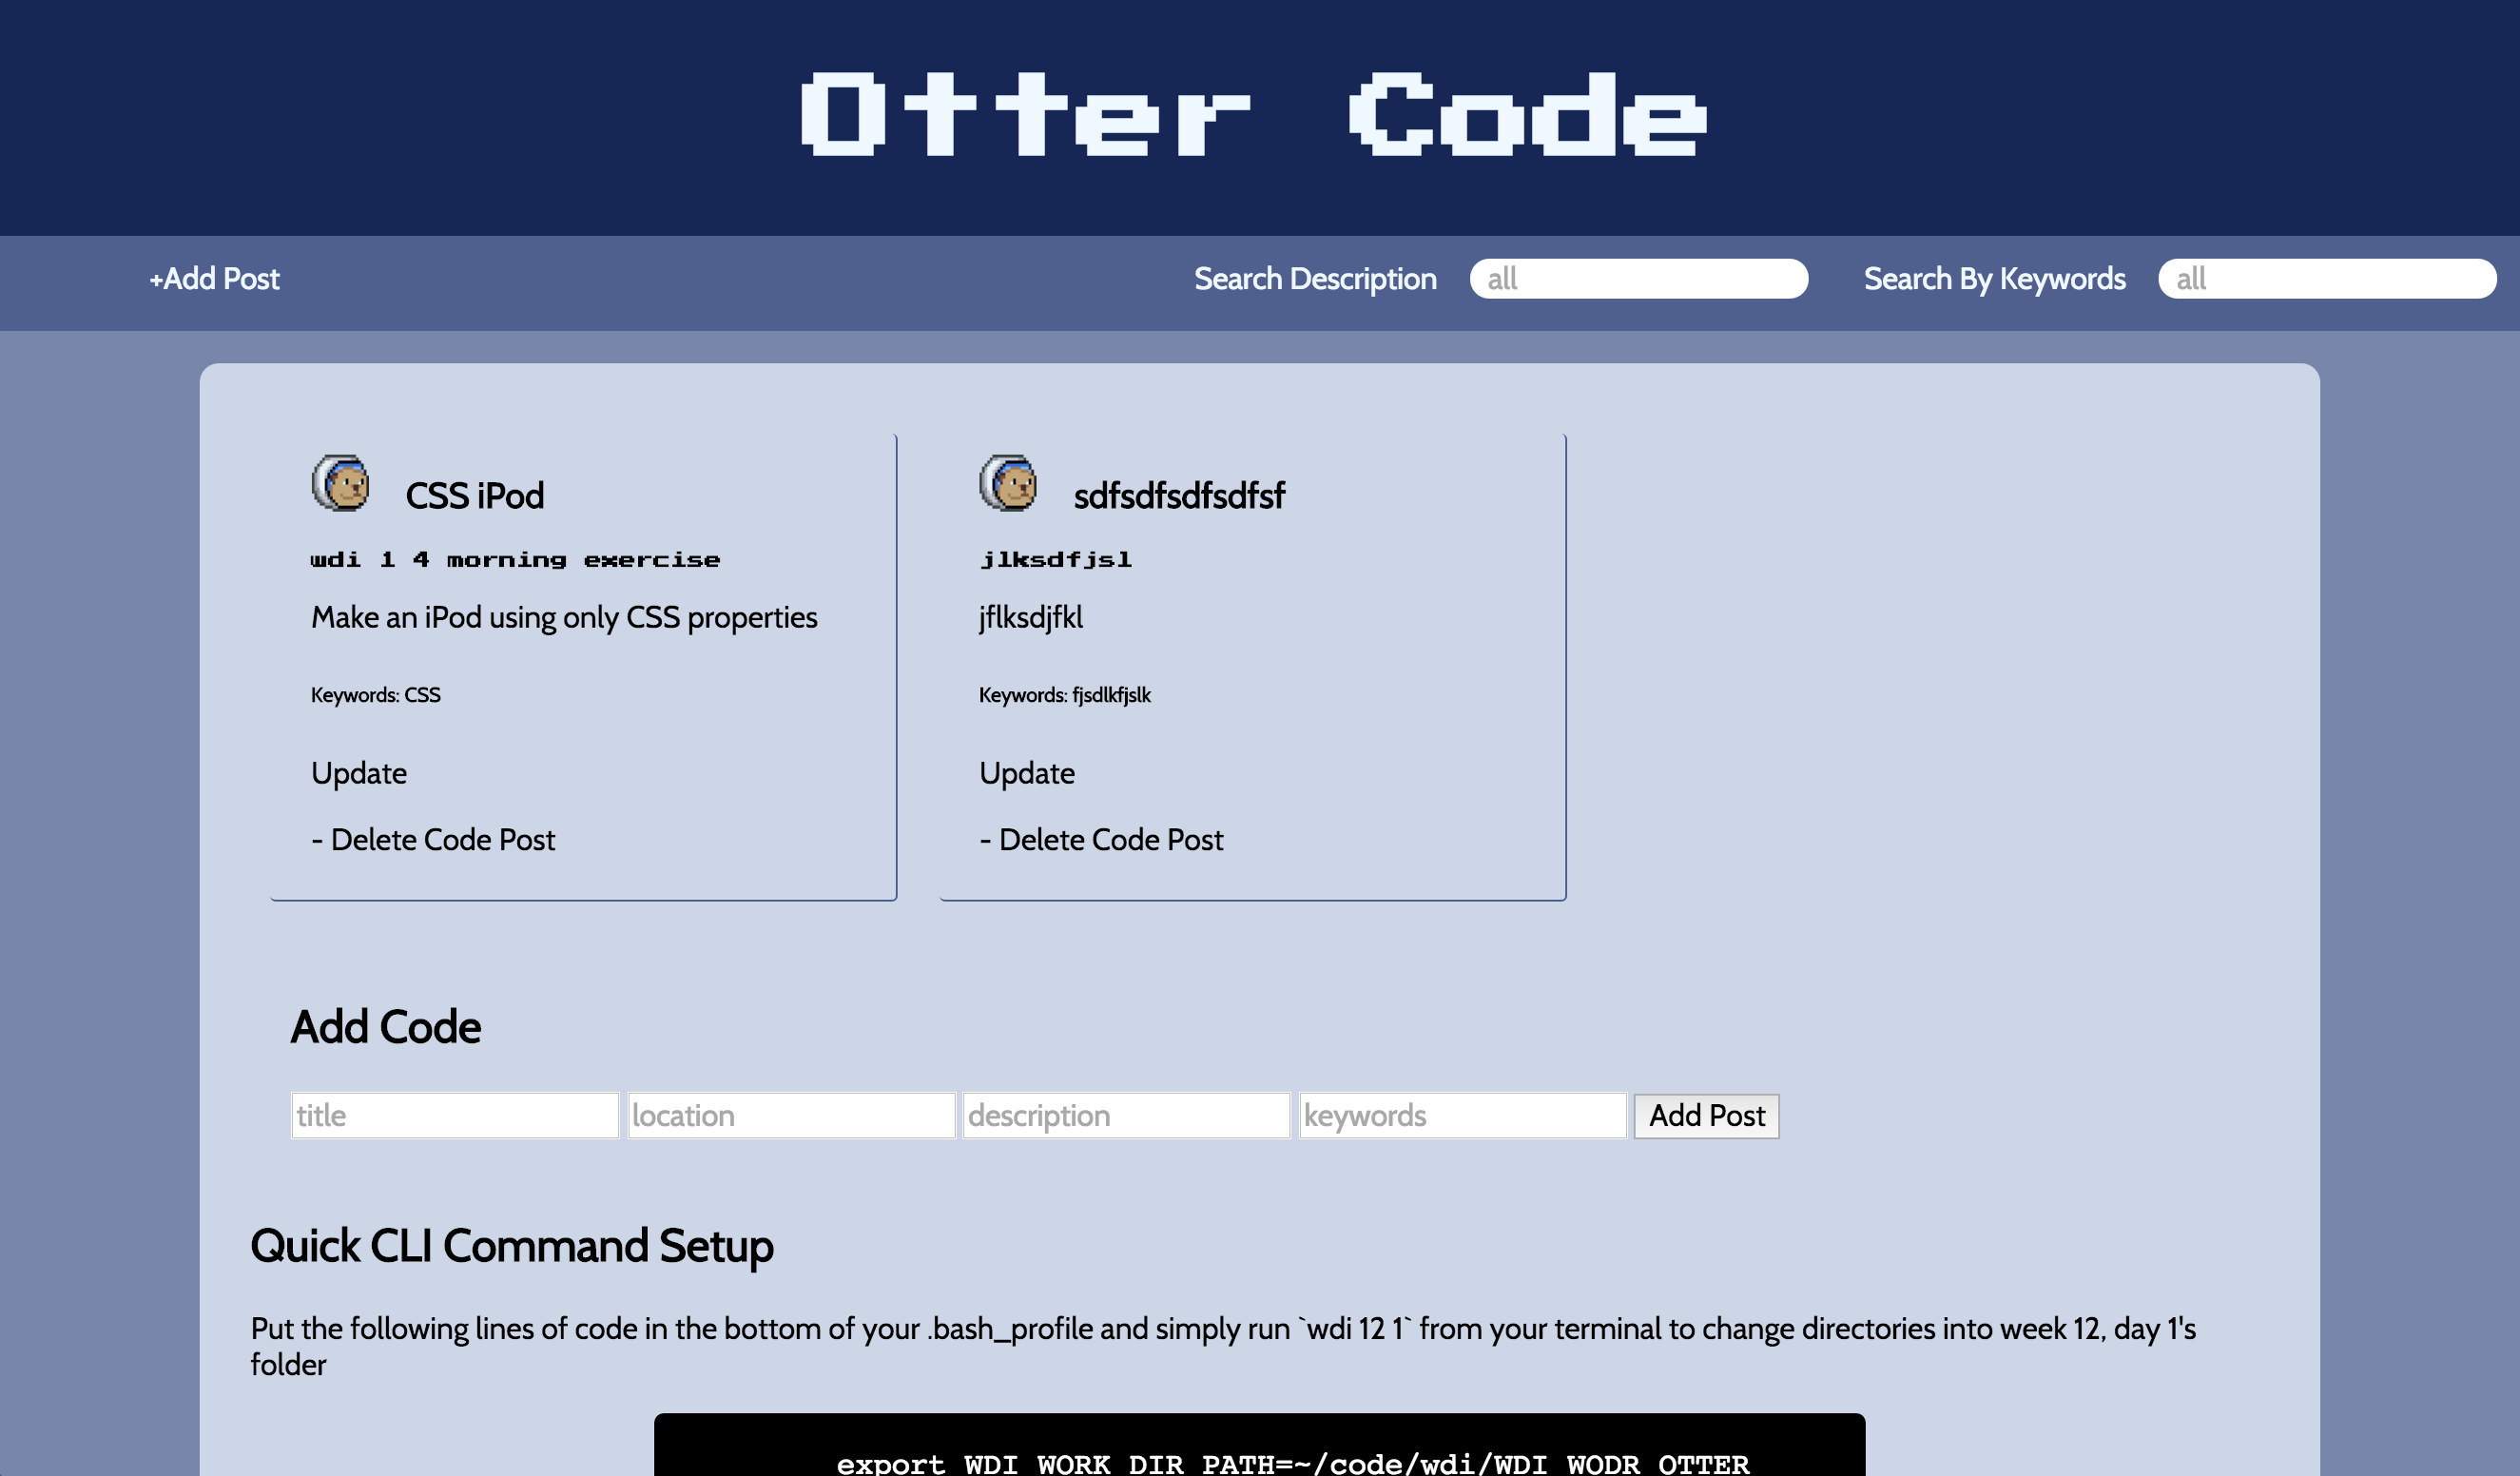 Otter Code
+Add Post
Search Description all
Search By Keywords all
CSS iPod
wdi 1 4 morning exercise
Make an iPod using only CSS properties
Keywords: CSS
Update
- Delete Code Post
sdfsdfsdfsdfsf
jlksdfjsl
jflksdjfkl
Keywords: fjsdlkfjslk
Update
- Delete Code Post
Add Code
title location description keywords Add Post
Quick CLI Command Setup
Put the following lines of code in the bottom of your .bash_profile and simply run `wdi 12 1` from your terminal to change directories into week 12, day 1's
folder
export WDI_WORK_DIR_PATH=~/code/wdi/WDI_WODR_OTTER